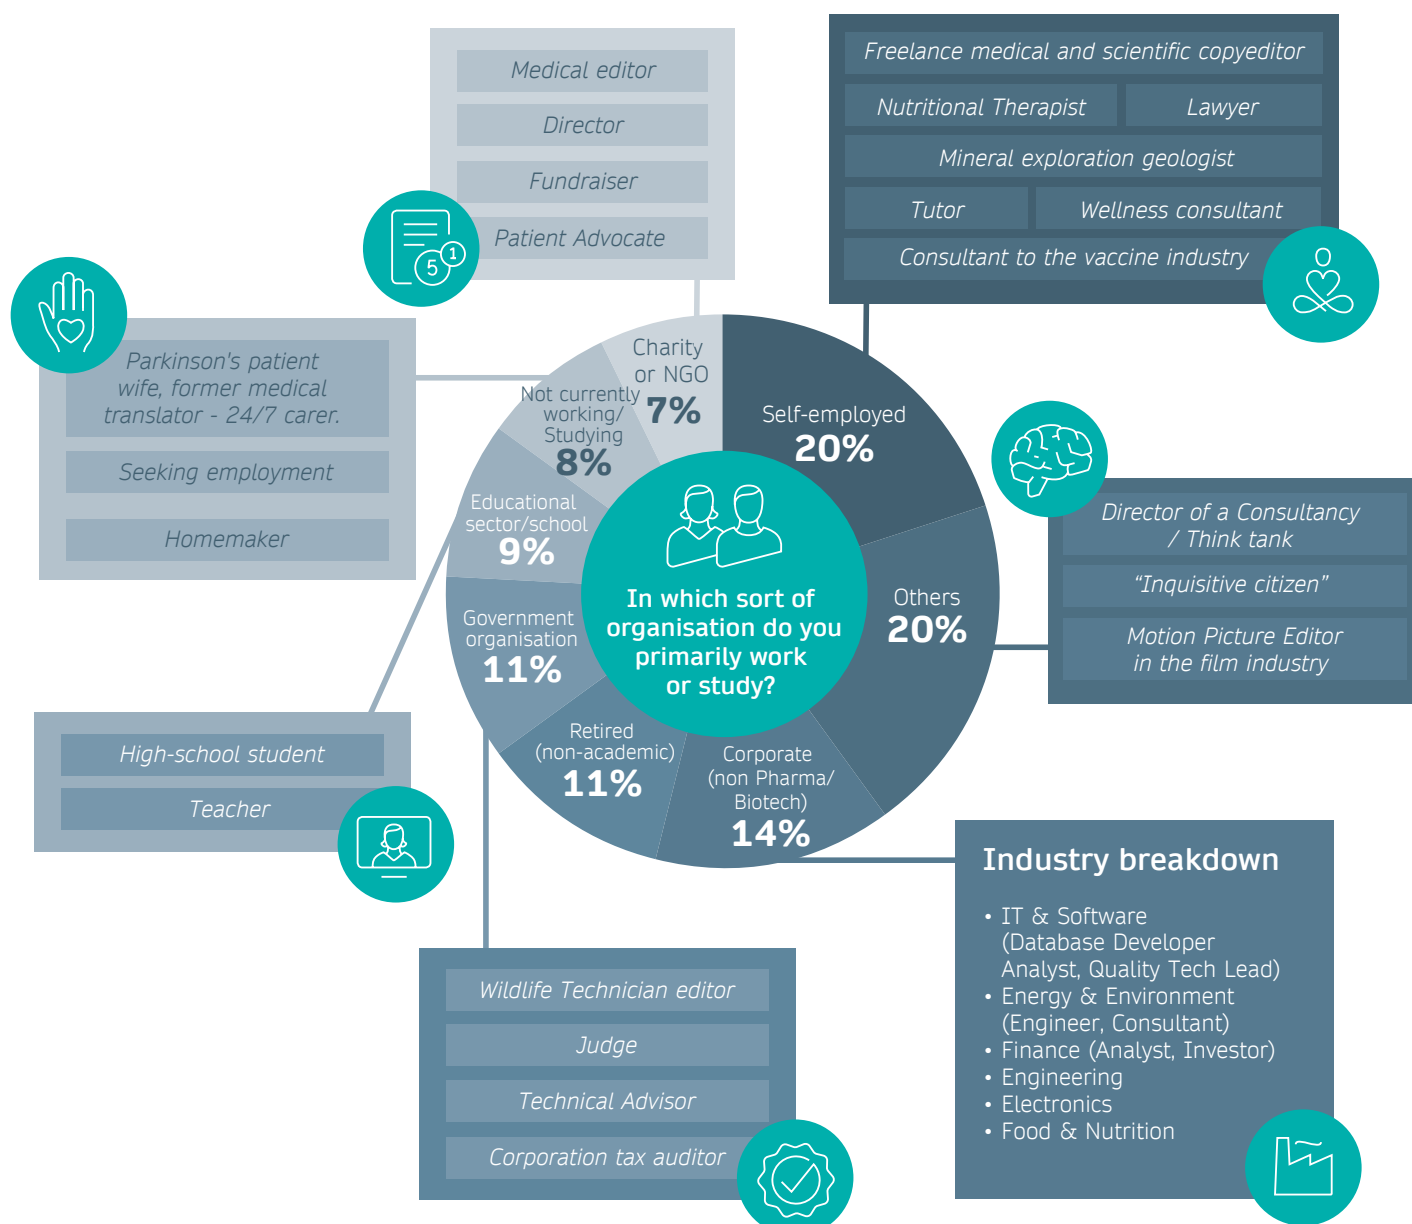 Medical editor
Director
Fundraiser
Patient Advocate
5
1
Freelance medical and scientific copyeditor
Nutritional Therapist
Lawyer
Mineral exploration geologist
Tutor
Wellness consultant
Consultant to the vaccine industry
Parkinson's patient
wife, former medical
translator - 24/7 carer.
Seeking employment
Homemaker
Charity
or NGO
7%
Not currently
working/
Studying
8%
Self-employed
20%
Educational
sector/school
9%
Others
20%
Government
organisation
11%
Retired
(non-academic)
11%
Corporate
(non Pharma/
Biotech)
14%
In which sort of
organisation do you
primarily work
or study?
Director of a Consultancy
/ Think tank
“Inquisitive citizen”
Motion Picture Editor
in the film industry
High-school student
Teacher
Wildlife Technician editor
Judge
Technical Advisor
Corporation tax auditor
Industry breakdown
• IT & Software
(Database Developer
Analyst, Quality Tech Lead)
• Energy & Environment
(Engineer, Consultant)
• Finance (Analyst, Investor)
• Engineering
• Electronics
• Food & Nutrition